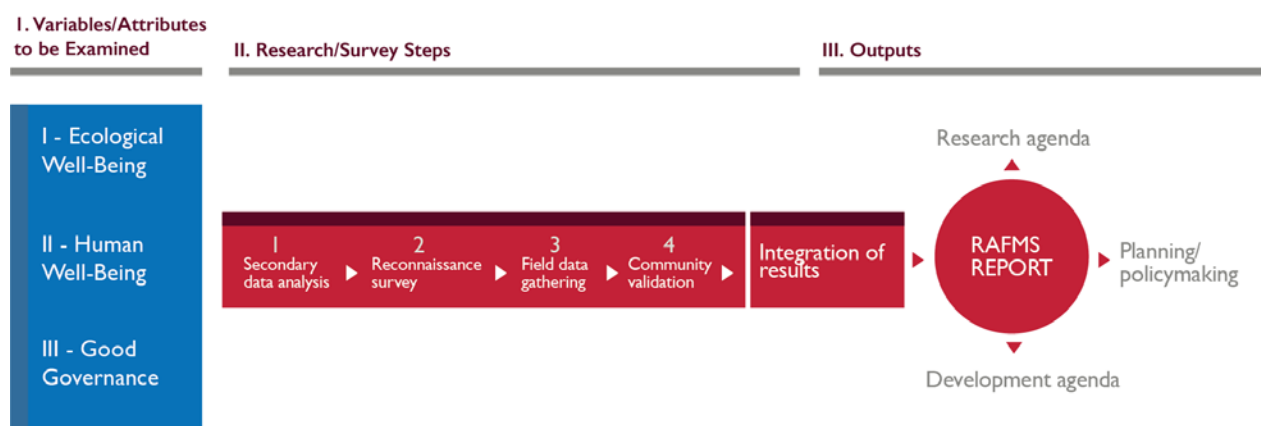 I. Variables/Attributes
to be Examined
II. Research/Survey Steps
III. Outputs
I - Ecological
Well-Being
II - Human
Well-Being
III - Good
Governance
1
Secondary
data analysis
2
Reconnaissance
survey
3
Field data
gathering
4
Community
validation
Integration of
results
Research agenda
RAFMS
REPORT
Planning/
policymaking
Development agenda